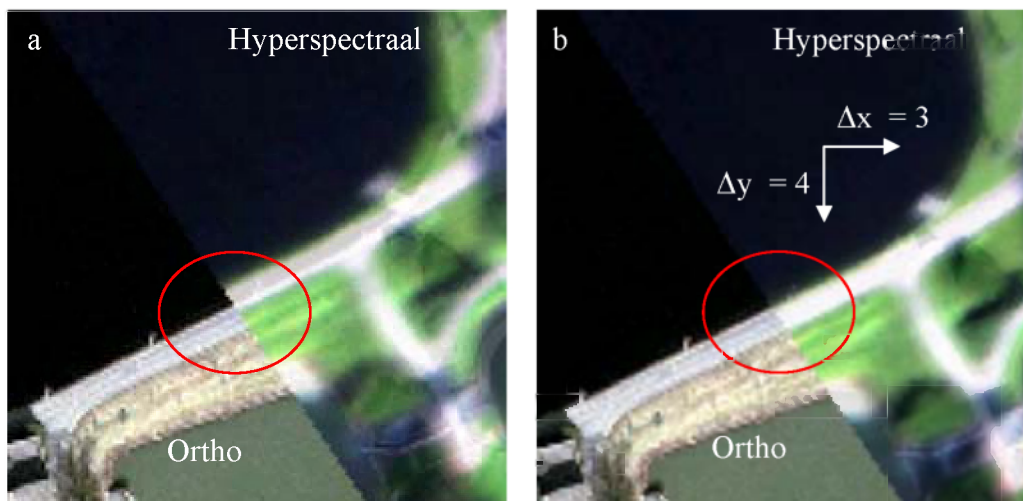 a
Hyperspectraal
Ortho
b
Hyperspectraal
Δx = 3
Δy = 4
Ortho